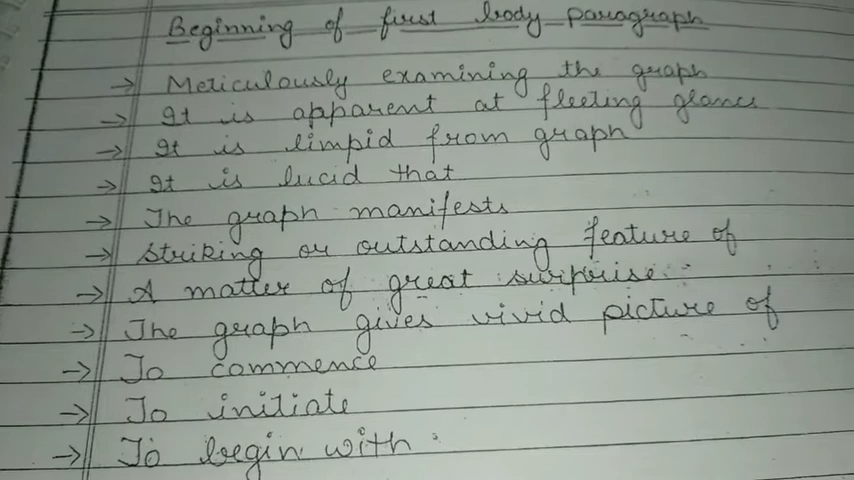 Beginning of first body paragraph
→ Meticulously examining the graph
→ It is apparent at fleeting glance
→ It is limpid from graph
→ It is lucid that
→ The graph manifests
→ Striking or outstanding feature of
→ A matter of great surprise.
→ The graph gives vivid picture of
→ To commence
→ To initiate
→ To begin with